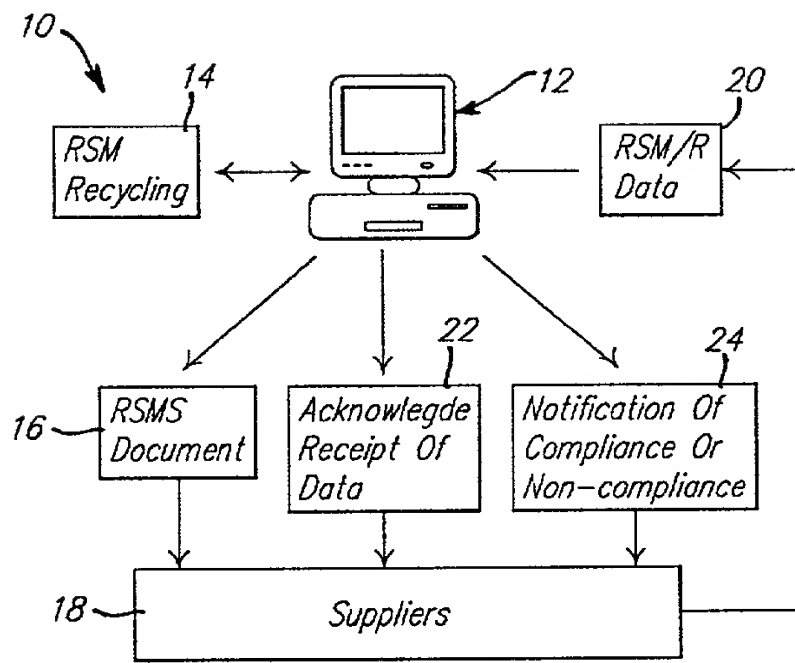 10
14
12
20
RSM
Recycling
RSM/R
Data
22
24
16
RSMS
Document
Acknowlegde
Receipt Of
Data
Notification Of
Compliance Or
Non-compliance
18
Suppliers